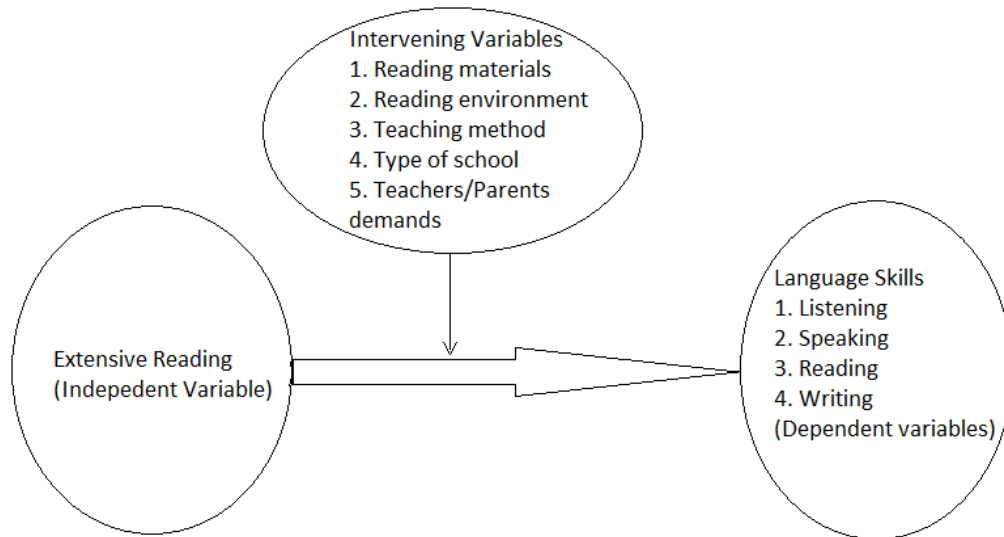 Intervening Variables
1. Reading materials
2. Reading environment
3. Teaching method
4. Type of school
5. Teachers/Parents
demands
Extensive Reading
(Indepedent Variable)
Language Skills
1. Listening
2. Speaking
3. Reading
4. Writing
(Dependent variables)